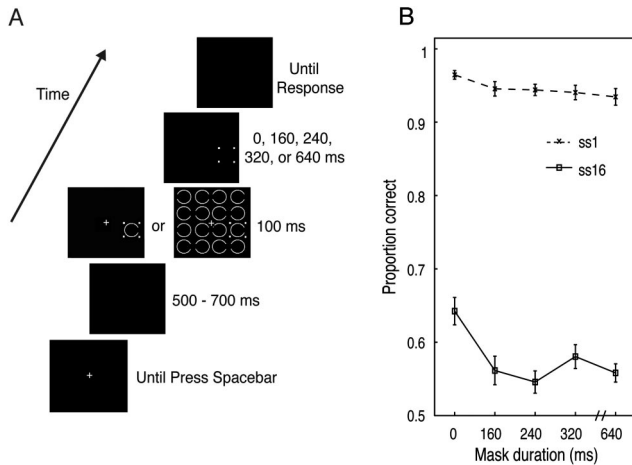 A
Time
Until
Response
0, 160, 240,
320, or 640 ms
or
100 ms
500 - 700 ms
Until Press Spacebar
B
Proportion correct
1
0.9
0.8
0.7
0.6
0.5
ss1
ss16
0 160 240 320 640
Mask duration (ms)